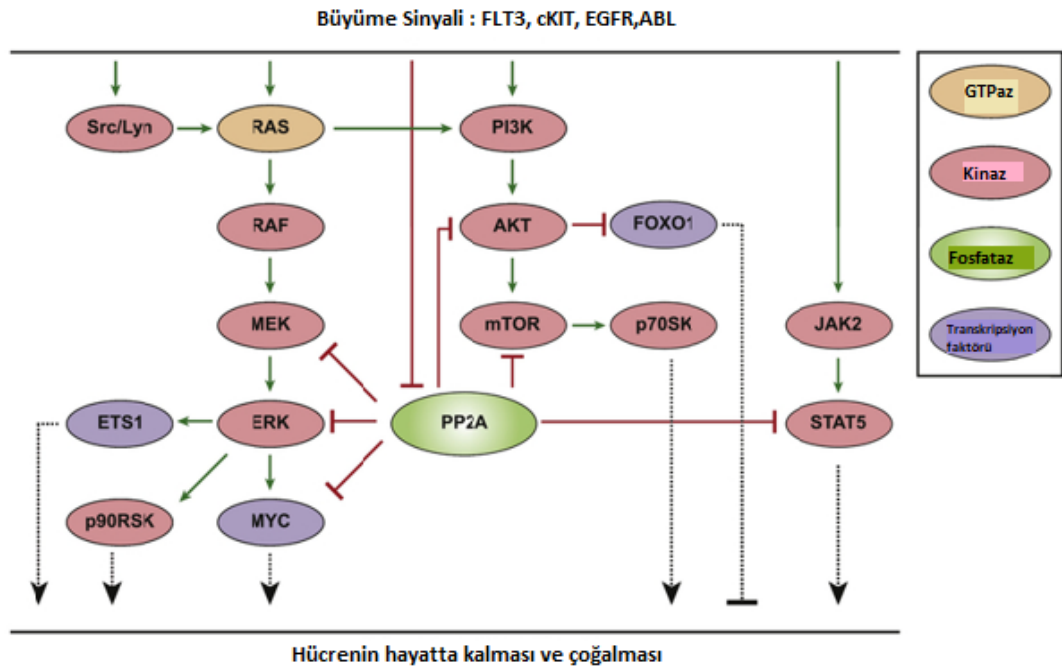 Büyüme Sinyali : FLT3, cKIT, EGFR,ABL
Src/Lyn
RAS
PI3K
GTPaz
RAF
AKT
FOXO1
Kinaz
MEK
mTOR
p70SK
JAK2
Fosfataz
ETS1
ERK
PP2A
STAT5
Transkripsiyon
faktörü
p90RSK
MYC
Hücrenin hayatta kalması ve çoğalması